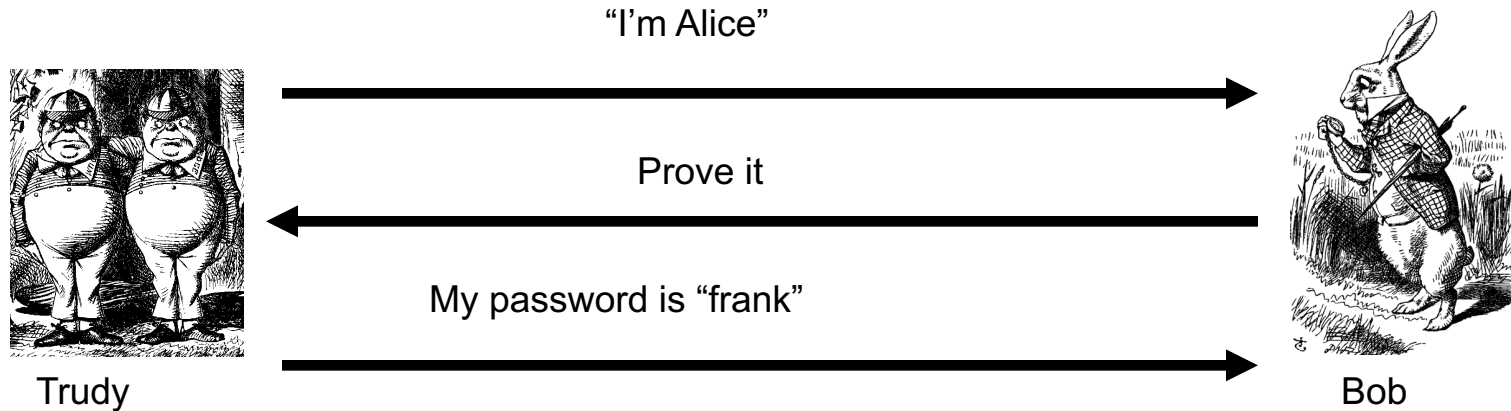 “I’m Alice”
Prove it
My password is “frank”
Trudy
Bob